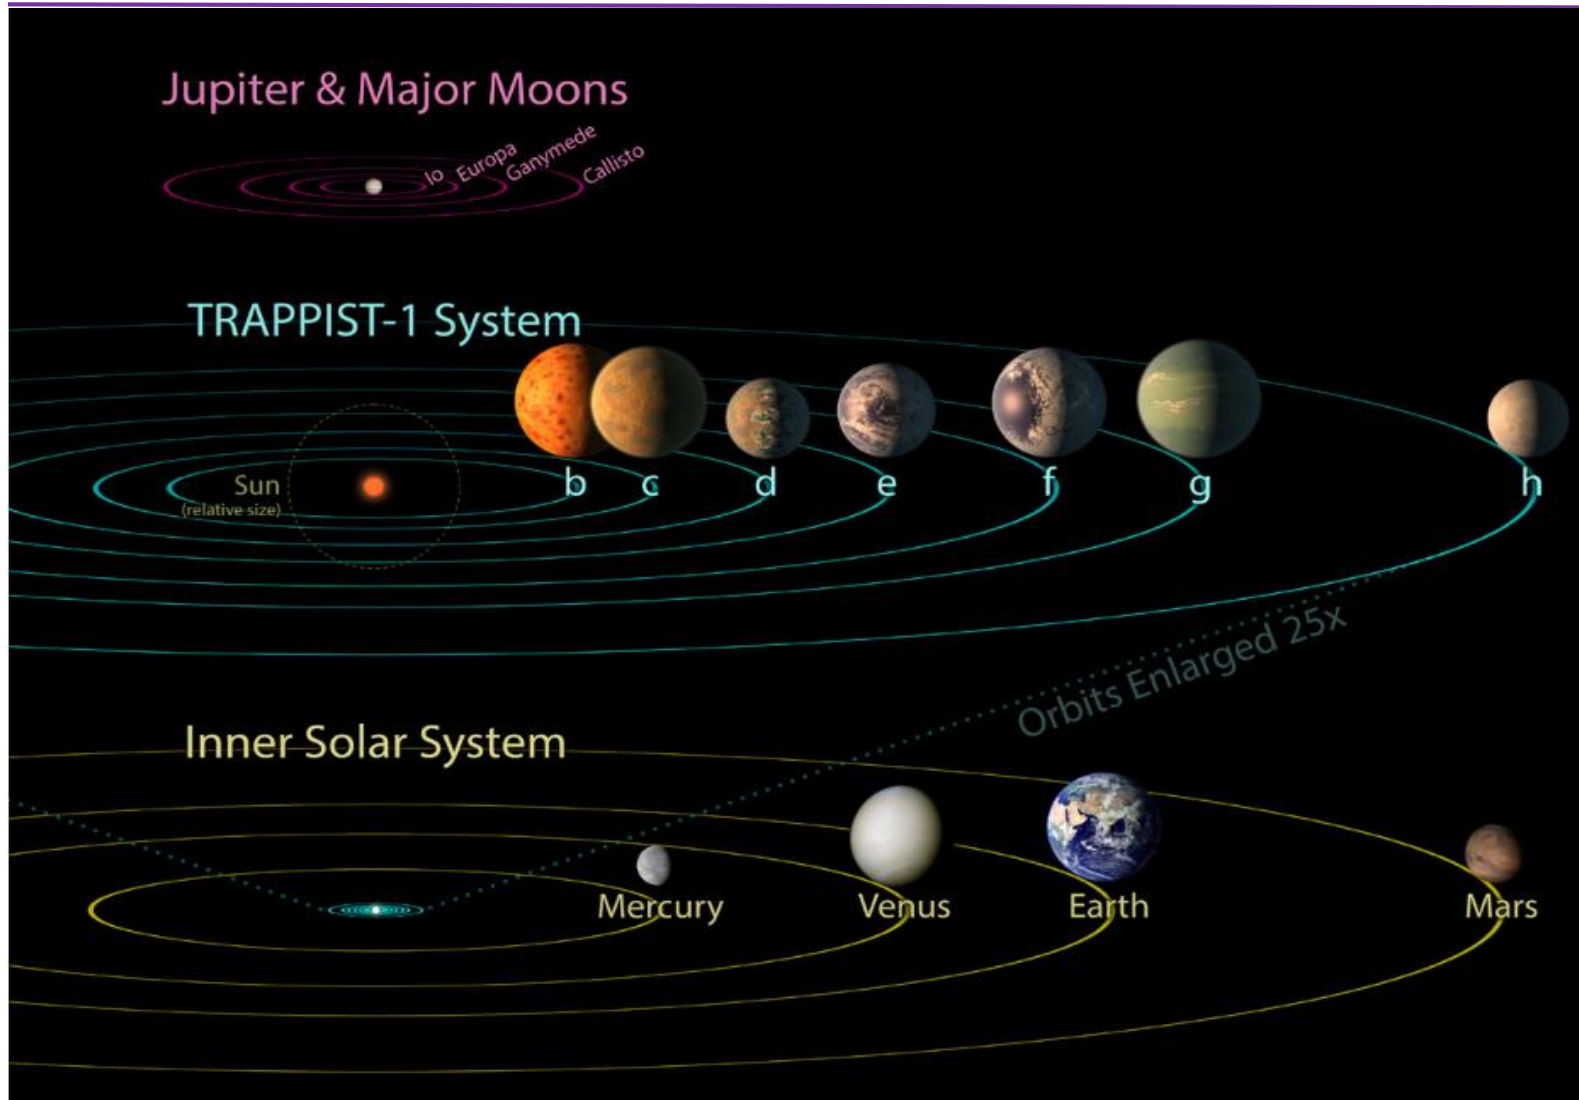 Jupiter & Major Moons
Io
Europa
Ganymede
Callisto
TRAPPIST-1 System
Sun
(relative size)
b
c
d
e
f
g
h
Orbits Enlarged 25x
Inner Solar System
Mercury
Venus
Earth
Mars